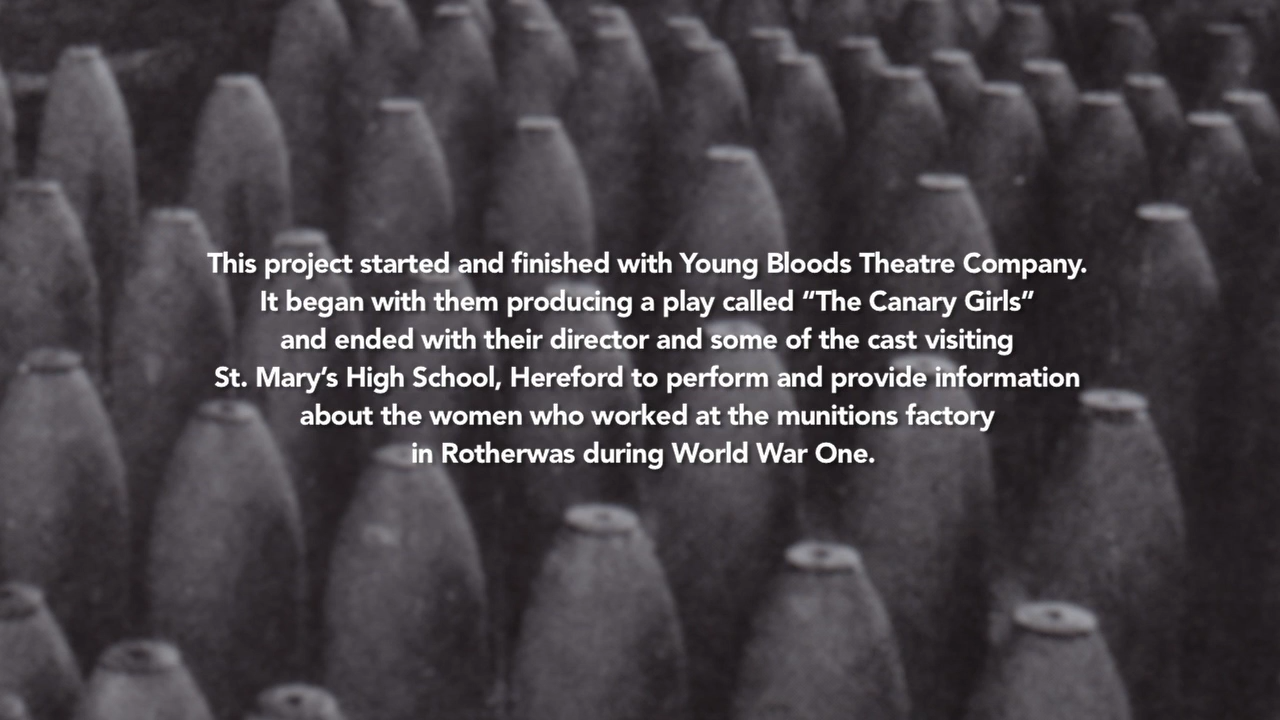 This project started and finished with Young Bloods Theatre Company.
It began with them producing a play called “The Canary Girls”
and ended with their director and some of the cast visiting
St. Mary’s High School, Hereford to perform and provide information
about the women who worked at the munitions factory
in Rotherwas during World War One.